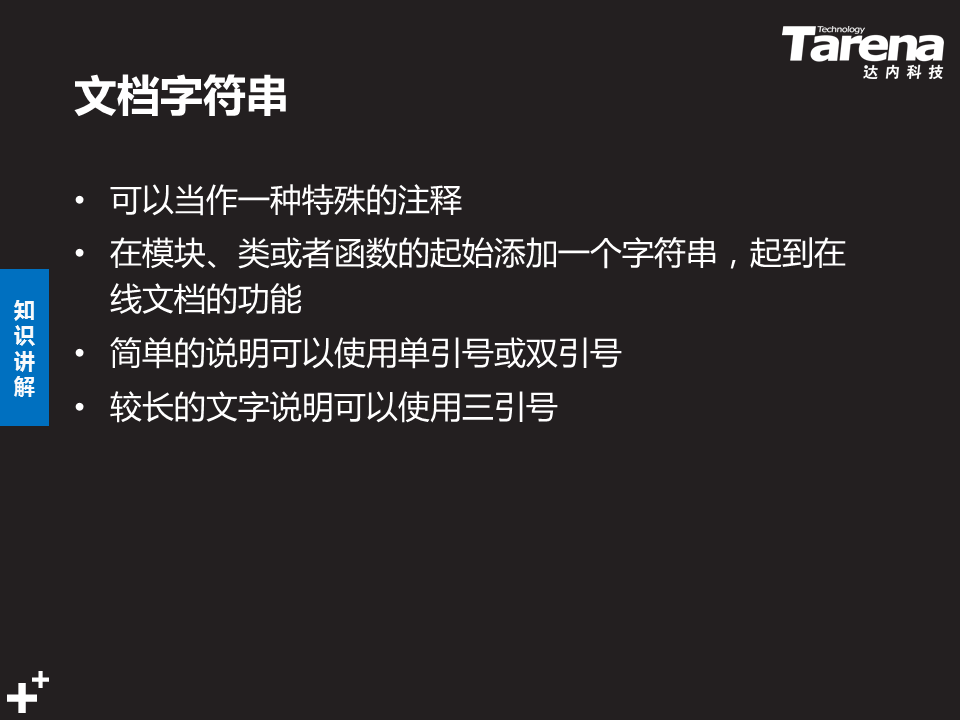 Technology
Tarena
达内科技
文档字符串
• 可以当作一种特殊的注释
• 在模块、类或者函数的起始添加一个字符串，起到在
线文档的功能
• 简单的说明可以使用单引号或双引号
• 较长的文字说明可以使用三引号
知
识
讲
解